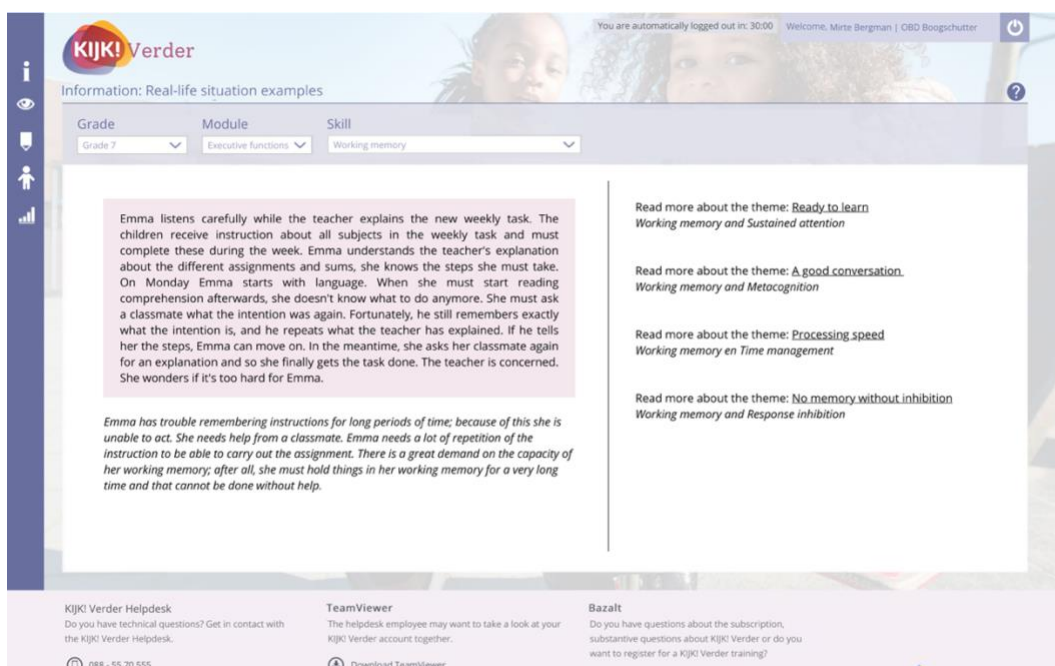 You are automatically logged out in: 30:00 Welcome, Mirte Bergman | OBD Boogschutter
KIJK! Verder
Information: Real-life situation examples
Grade Module Skill
Grade 7 Executive functions Working memory
Emma listens carefully while the teacher explains the new weekly task. The
children receive instruction about all subjects in the weekly task and must
complete these during the week. Emma understands the teacher's explanation
about the different assignments and sums, she knows the steps she must take.
On Monday Emma starts with language. When she must start reading
comprehension afterwards, she doesn't know what to do anymore. She must ask
a classmate what the intention was again. Fortunately, he still remembers exactly
what the intention is, and he repeats what the teacher has explained. If he tells
her the steps, Emma can move on. In the meantime, she asks her classmate again
for an explanation and so she finally gets the task done. The teacher is concerned.
She wonders if it's too hard for Emma.
Emma has trouble remembering instructions for long periods of time; because of this she is
unable to act. She needs help from a classmate. Emma needs a lot of repetition of the
instruction to be able to carry out the assignment. There is a great demand on the capacity of
her working memory; after all, she must hold things in her working memory for a very long
time and that cannot be done without help.
Read more about the theme: Ready to learn
Working memory and Sustained attention
Read more about the theme: A good conversation
Working memory and Metacognition
Read more about the theme: Processing speed
Working memory en Time management
Read more about the theme: No memory without inhibition
Working memory and Response inhibition
KIJK! Verder Helpdesk
Do you have technical questions? Get in contact with
the KIJK! Verder Helpdesk.
088 - 55 70 555
TeamViewer
The helpdesk employee may want to take a look at your
KIJK! Verder account together.
Download TeamViewer
Bazalt
Do you have questions about the subscription,
substantive questions about KIJK! Verder or do you
want to register for a KIJK! Verder training?